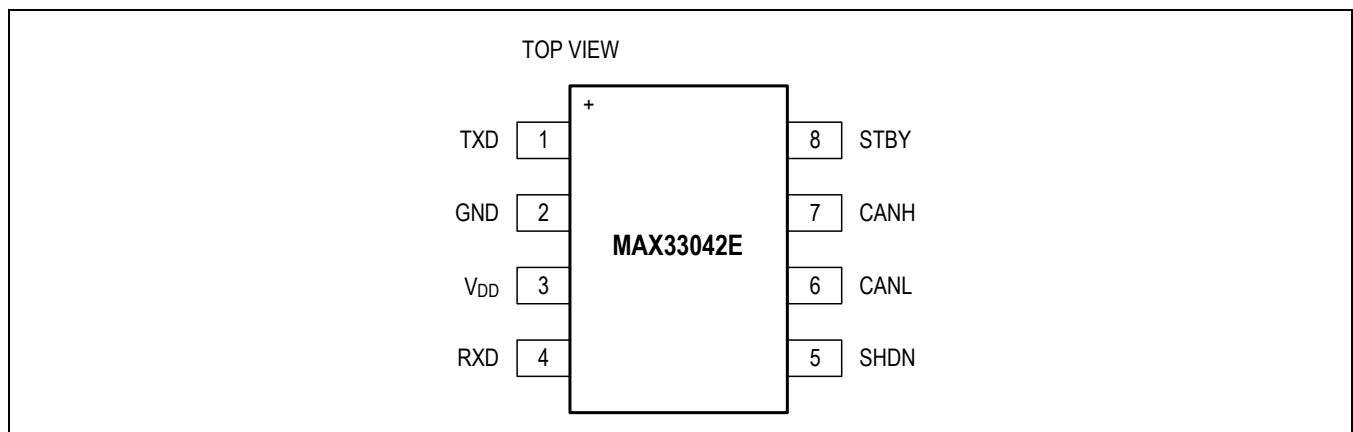 TOP VIEW
+
TXD 1 8 STBY
GND 2 7 CANH
MAX33042E
VDD 3 6 CANL
RXD 4 5 SHDN